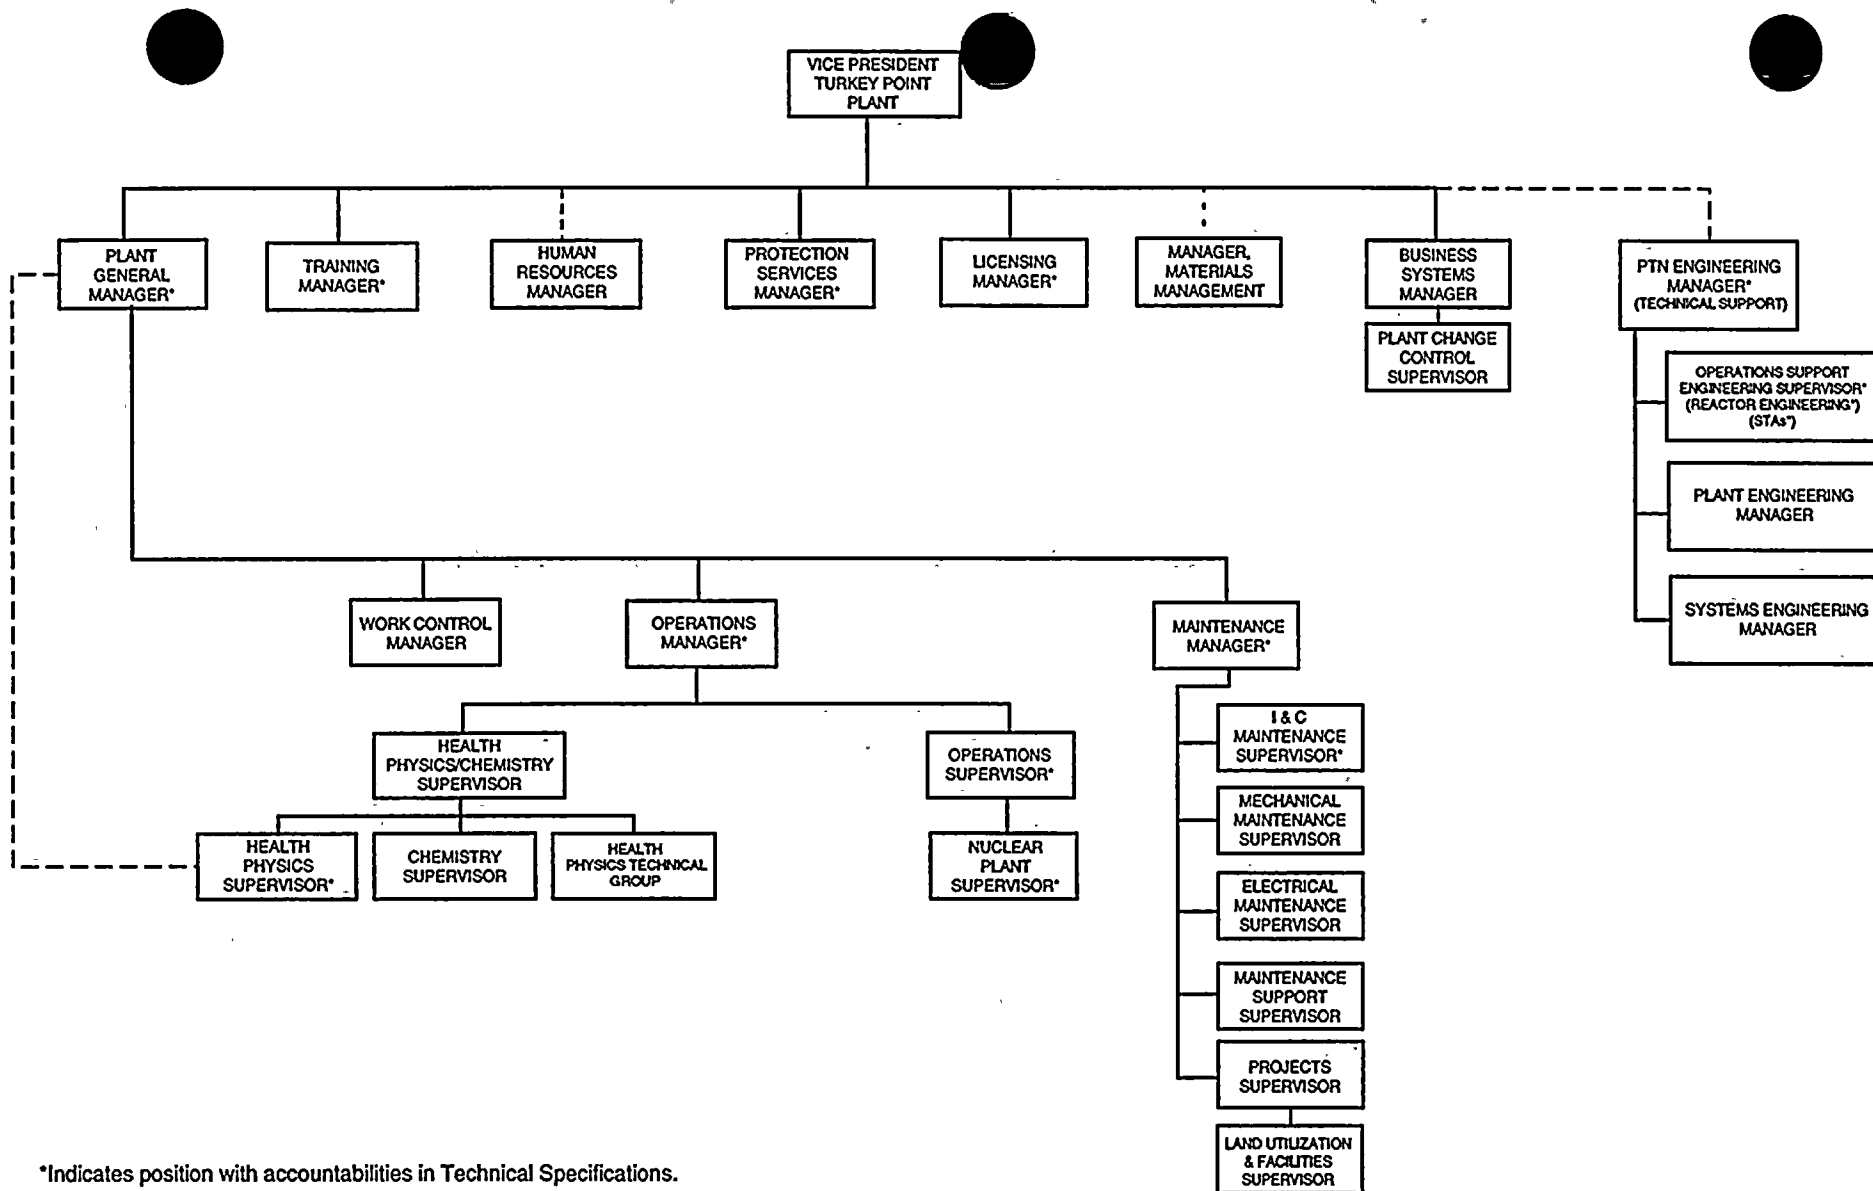 VICE PRESIDENT
TURKEY POINT
PLANT
PLANT
GENERAL
MANAGER*
TRAINING
MANAGER*
HUMAN
RESOURCES
MANAGER
PROTECTION
SERVICES
MANAGER*
LICENSING
MANAGER*
MANAGER,
MATERIALS
MANAGEMENT
BUSINESS
SYSTEMS
MANAGER
PLANT CHANGE
CONTROL
SUPERVISOR
PTN ENGINEERING
MANAGER*
(TECHNICAL SUPPORT)
OPERATIONS SUPPORT
ENGINEERING SUPERVISOR*
(REACTOR ENGINEERING*)
(STAs*)
PLANT ENGINEERING
MANAGER
SYSTEMS ENGINEERING
MANAGER
WORK CONTROL
MANAGER
OPERATIONS
MANAGER*
MAINTENANCE
MANAGER*
HEALTH
PHYSICS/CHEMISTRY
SUPERVISOR
OPERATIONS
SUPERVISOR*
HEALTH
PHYSICS
SUPERVISOR*
CHEMISTRY
SUPERVISOR
HEALTH
PHYSICS TECHNICAL
GROUP
NUCLEAR
PLANT
SUPERVISOR*
I & C
MAINTENANCE
SUPERVISOR*
MECHANICAL
MAINTENANCE
SUPERVISOR
ELECTRICAL
MAINTENANCE
SUPERVISOR
MAINTENANCE
SUPPORT
SUPERVISOR
PROJECTS
SUPERVISOR
LAND UTILIZATION
& FACILITIES
SUPERVISOR
*Indicates position with accountabilities in Technical Specifications.